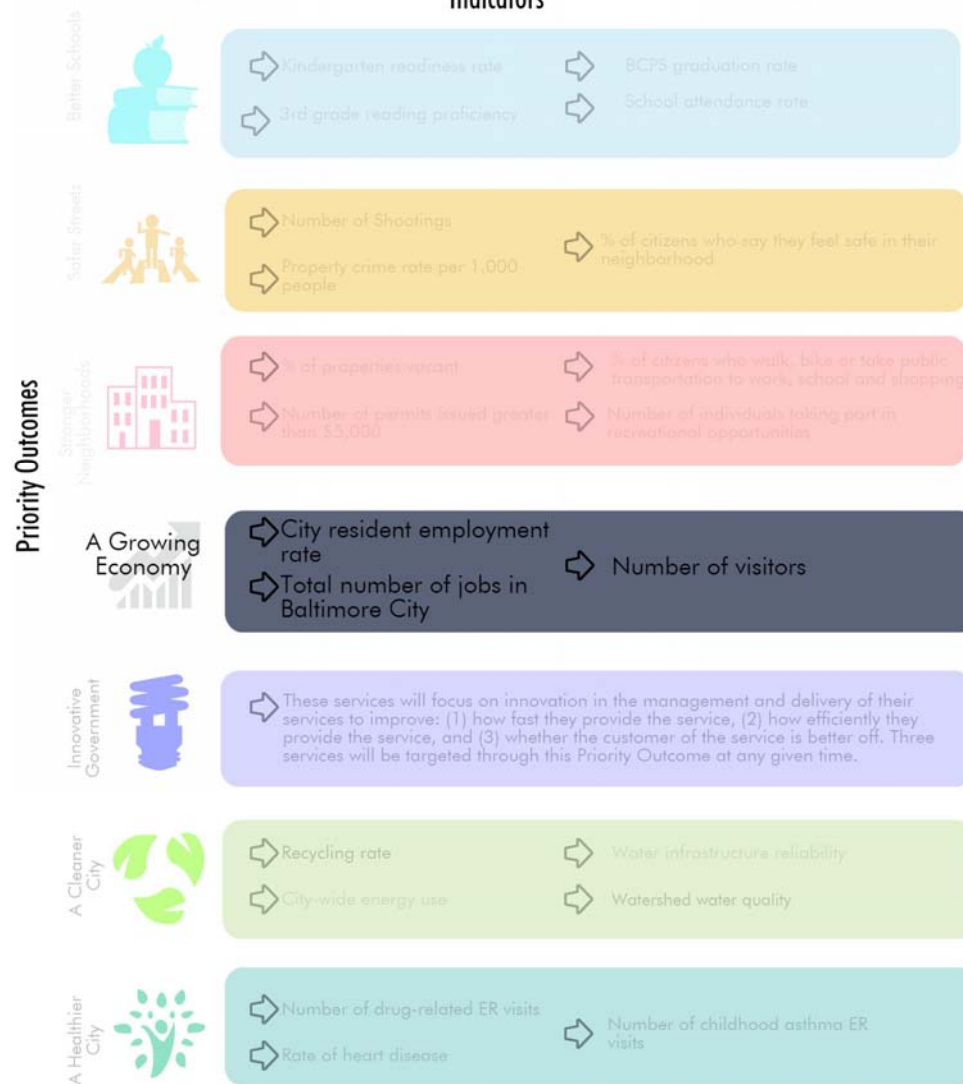 Indicators
Priority Outcomes
Better Schools
Kindergarten readiness rate
3rd grade reading proficiency
BCPS graduation rate
School attendance rate
Safer Streets
Number of Shootings
Property crime rate per 1,000
people
% of citizens who say they feel safe in their
neighborhood
Stronger
Neighborhoods
% of properties vacant
Number of permits issued greater
than $5,000
% of citizens who walk, bike or take public
transportation to work, school and shopping
Number of individuals taking part in
recreational opportunities
A Growing
Economy
City resident employment
rate
Total number of jobs in
Baltimore City
Number of visitors
Innovative
Government
These services will focus on innovation in the management and delivery of their
services to improve: (1) how fast they provide the service, (2) how efficiently they
provide the service, and (3) whether the customer of the service is better off. Three
services will be targeted through this Priority Outcome at any given time.
A Cleaner
City
Recycling rate
City-wide energy use
Water infrastructure reliability
Watershed water quality
A Healthier
City
Number of drug-related ER visits
Rate of heart disease
Number of childhood asthma ER
visits